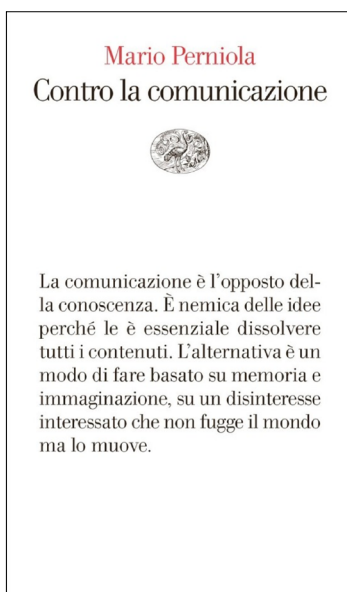 Mario Perniola
Contro la comunicazione
La comunicazione è l'opposto del-
la conoscenza. È nemica delle idee
perché le è essenziale dissolvere
tutti i contenuti. L'alternativa è un
modo di fare basato su memoria e
immaginazione, su un disinteresse
interessato che non fugge il mondo
ma lo muove.